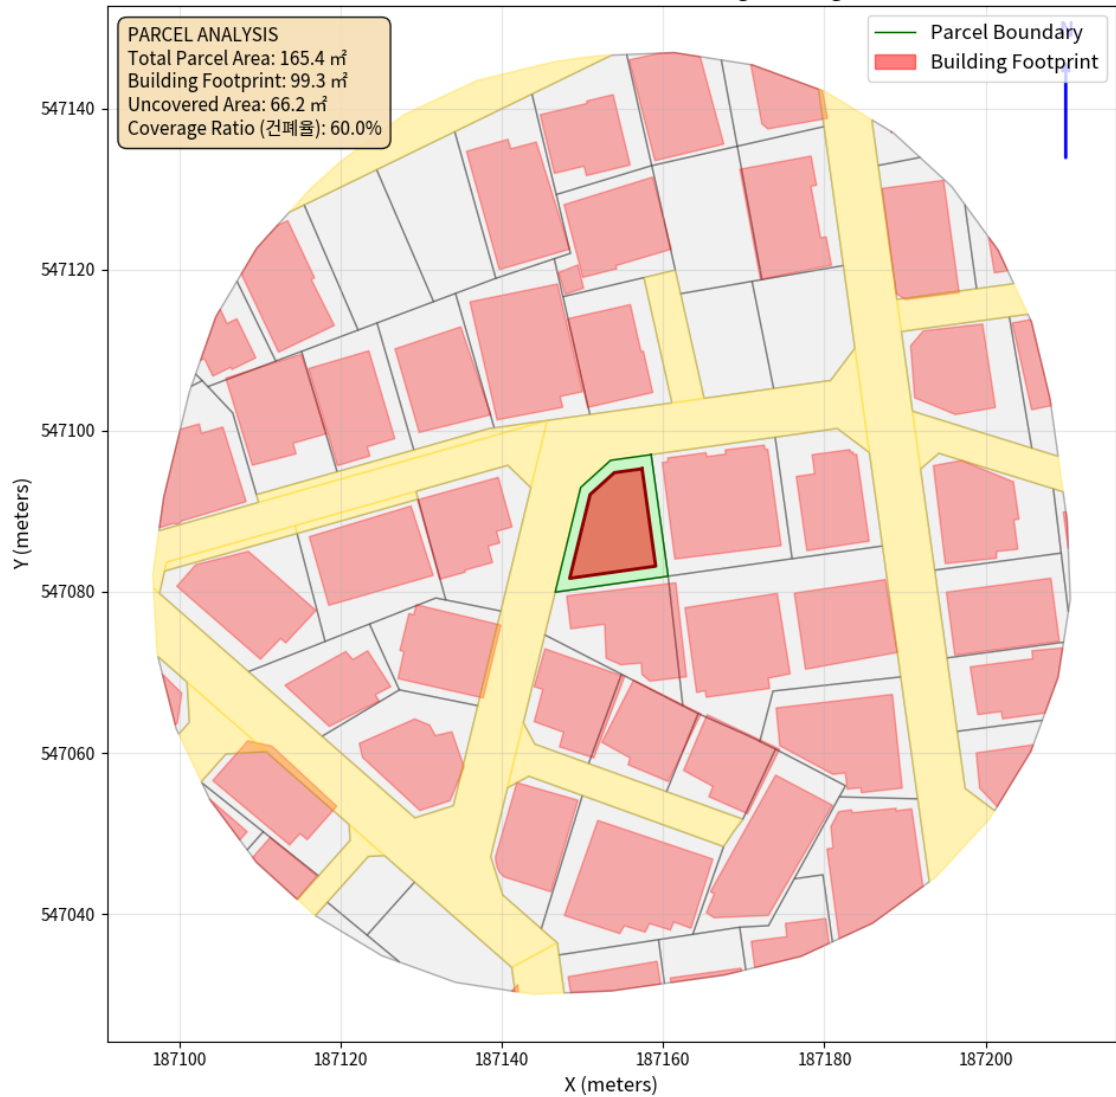 PARCEL ANALYSIS
Total Parcel Area: 165.4 ㎡
Building Footprint: 99.3 ㎡
Uncovered Area: 66.2 ㎡
Coverage Ratio (건폐율): 60.0%
N
Parcel Boundary
Building Footprint
547140
547120
547100
547080
547060
547040
Y (meters)
187100
187120
187140
187160
187180
187200
X (meters)